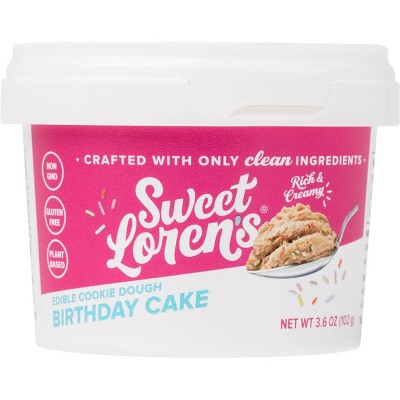 · CRAFTED WITH ONLY clean INGREDIENTS ·
NON
GMO
GLUTEN
FREE
PLANT
BASED
Sweet
Loren's®
Rich &
Creamy
EDIBLE COOKIE DOUGH
BIRTHDAY CAKE
NET WT 3.6 OZ (102g)